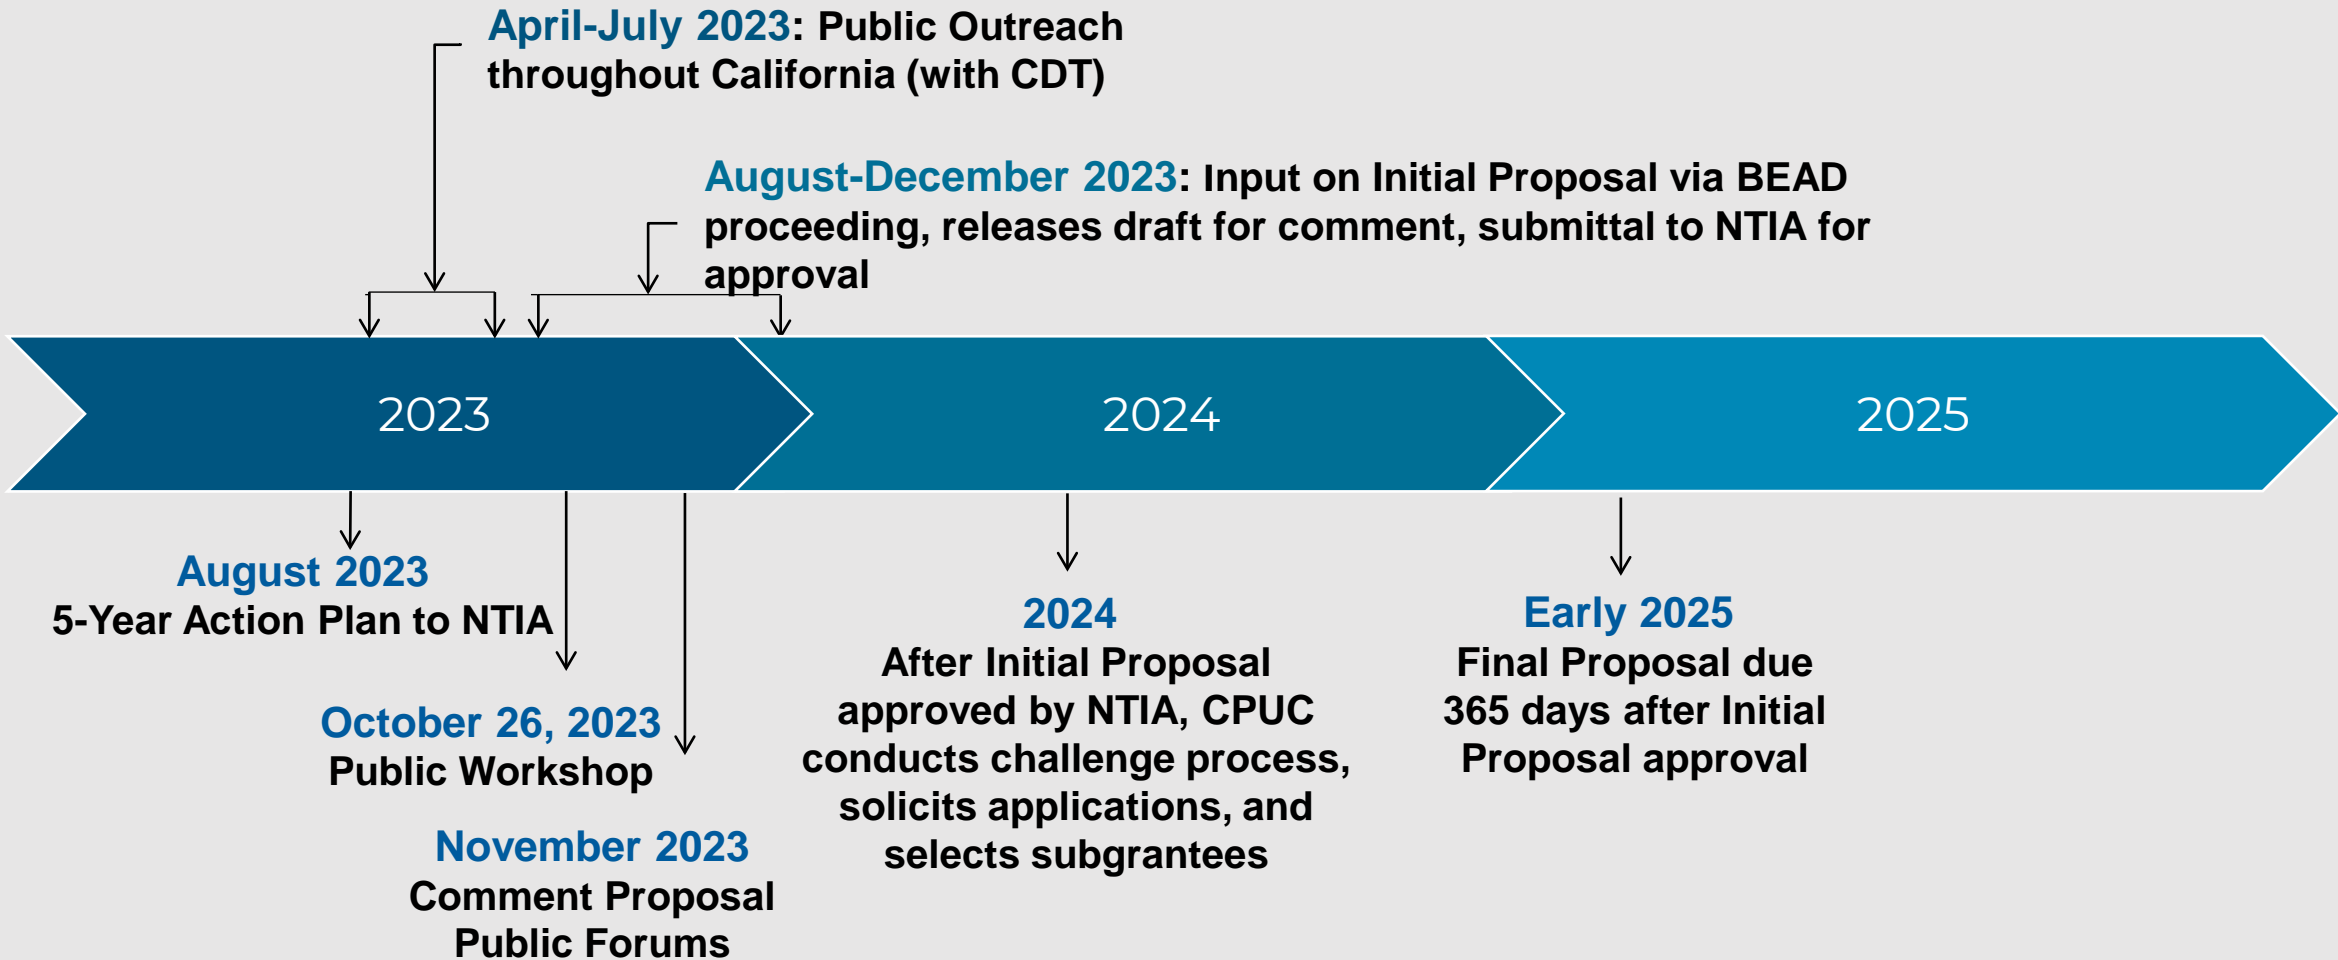 April-July 2023: Public Outreach
throughout California (with CDT)
August-December 2023: Input on Initial Proposal via BEAD
proceeding, releases draft for comment, submittal to NTIA for
approval
2023
2024
2025
August 2023
5-Year Action Plan to NTIA
October 26, 2023
Public Workshop
November 2023
Comment Proposal
Public Forums
2024
After Initial Proposal
approved by NTIA, CPUC
conducts challenge process,
solicits applications, and
selects subgrantees
Early 2025
Final Proposal due
365 days after Initial
Proposal approval